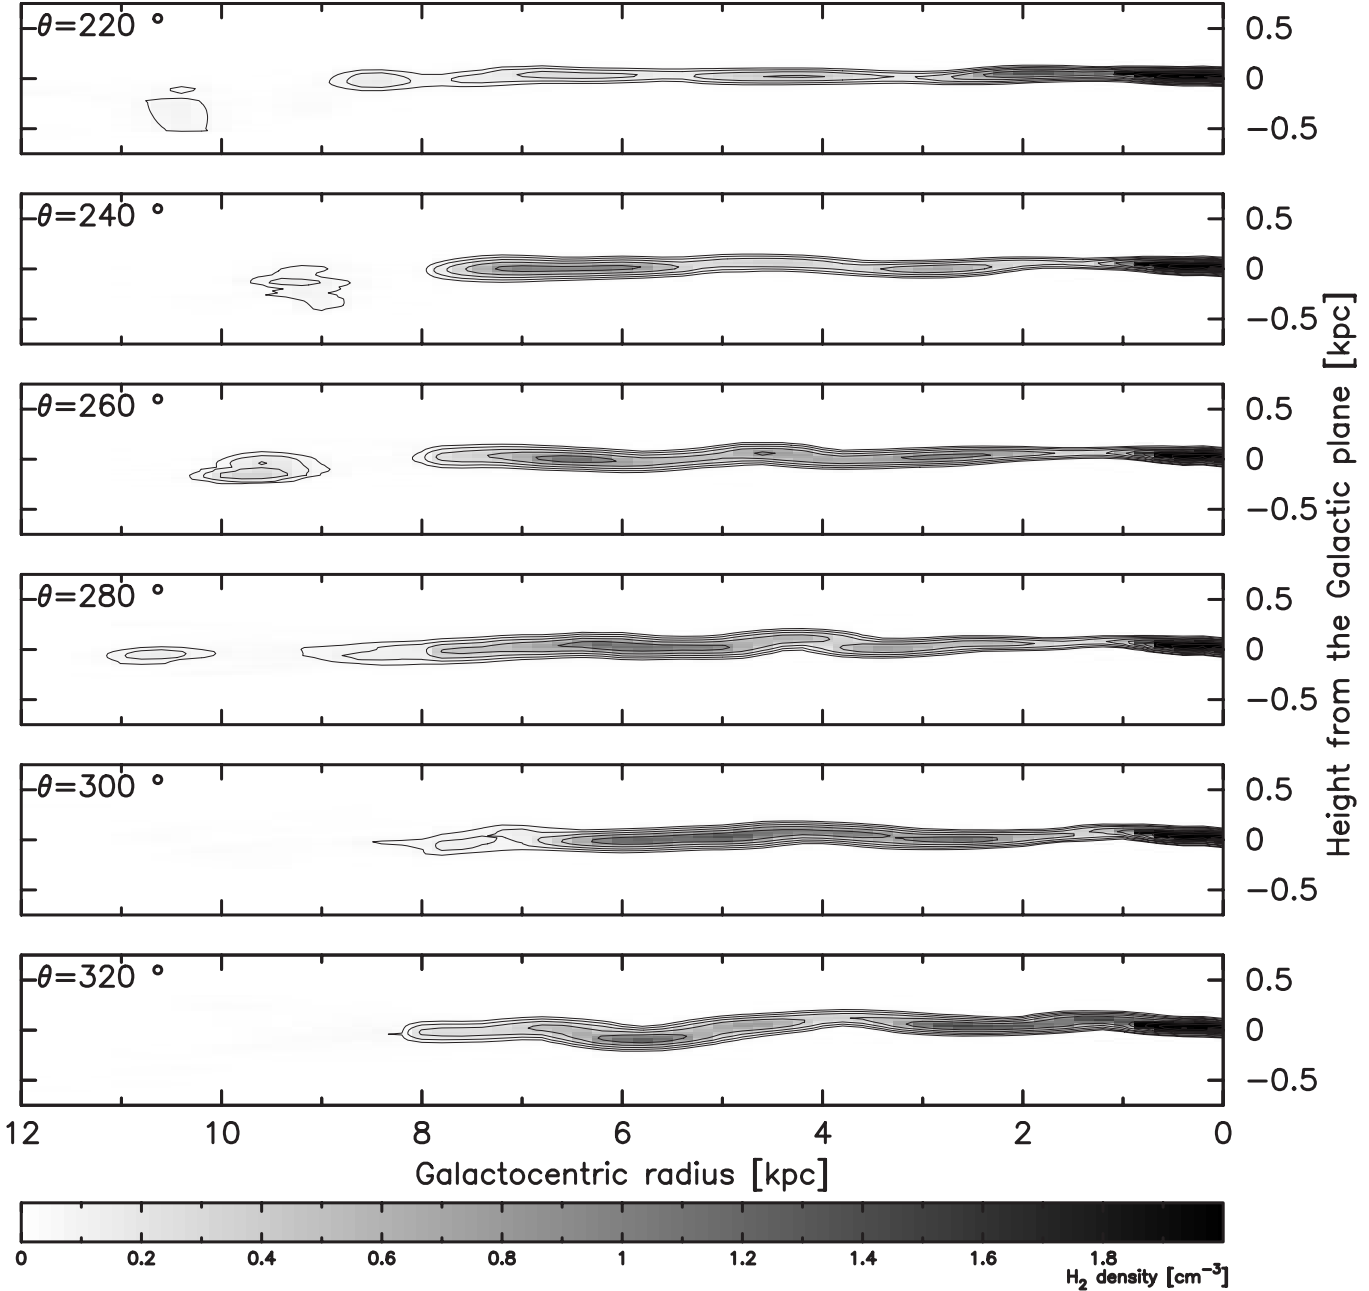 θ=220 °
0.5
0
−0.5
θ=240 °
0.5
0
−0.5
θ=260 °
0.5
0
−0.5
θ=280 °
0.5
0
−0.5
θ=300 °
0.5
0
−0.5
θ=320 °
0.5
0
−0.5
Height from the Galactic plane [kpc]
12 10 8 6 4 2 0
Galactocentric radius [kpc]
0 0.2 0.4 0.6 0.8 1 1.2 1.4 1.6 1.8
H₂ density [cm⁻³]